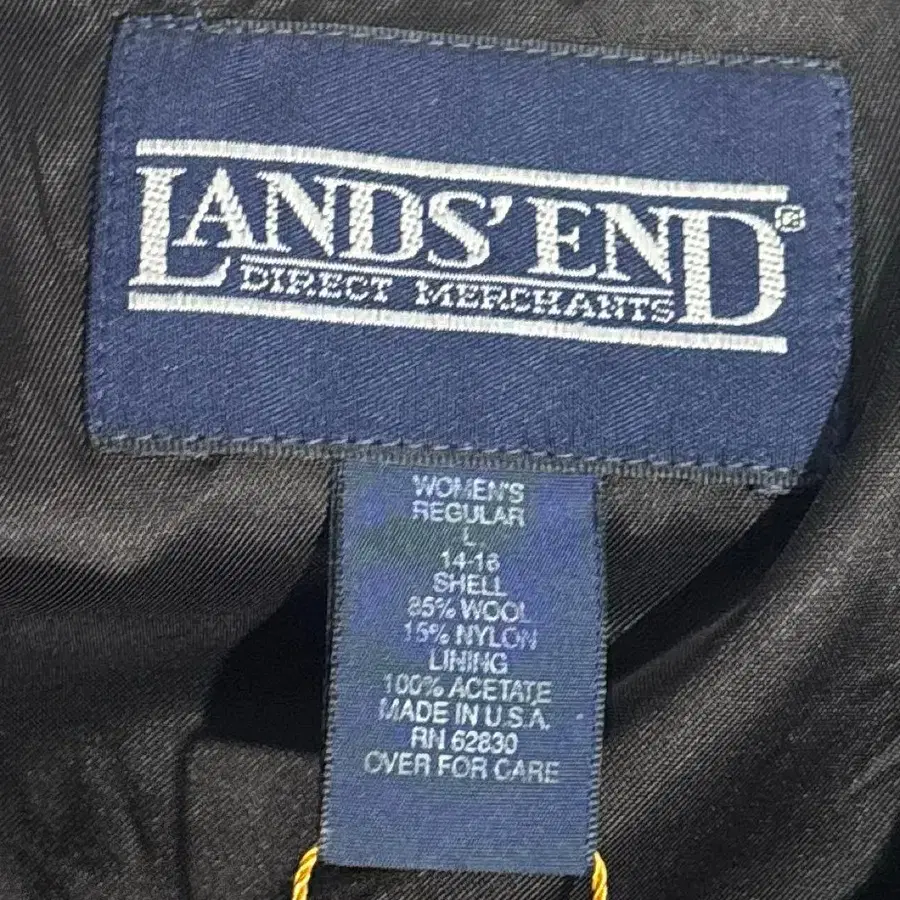 LANDS' END®
DIRECT MERCHANTS
WOMEN'S
REGULAR
L
14-16
SHELL
85% WOOL
15% NYLON
LINING
100% ACETATE
MADE IN U.S.A.
RN 62830
OVER FOR CARE